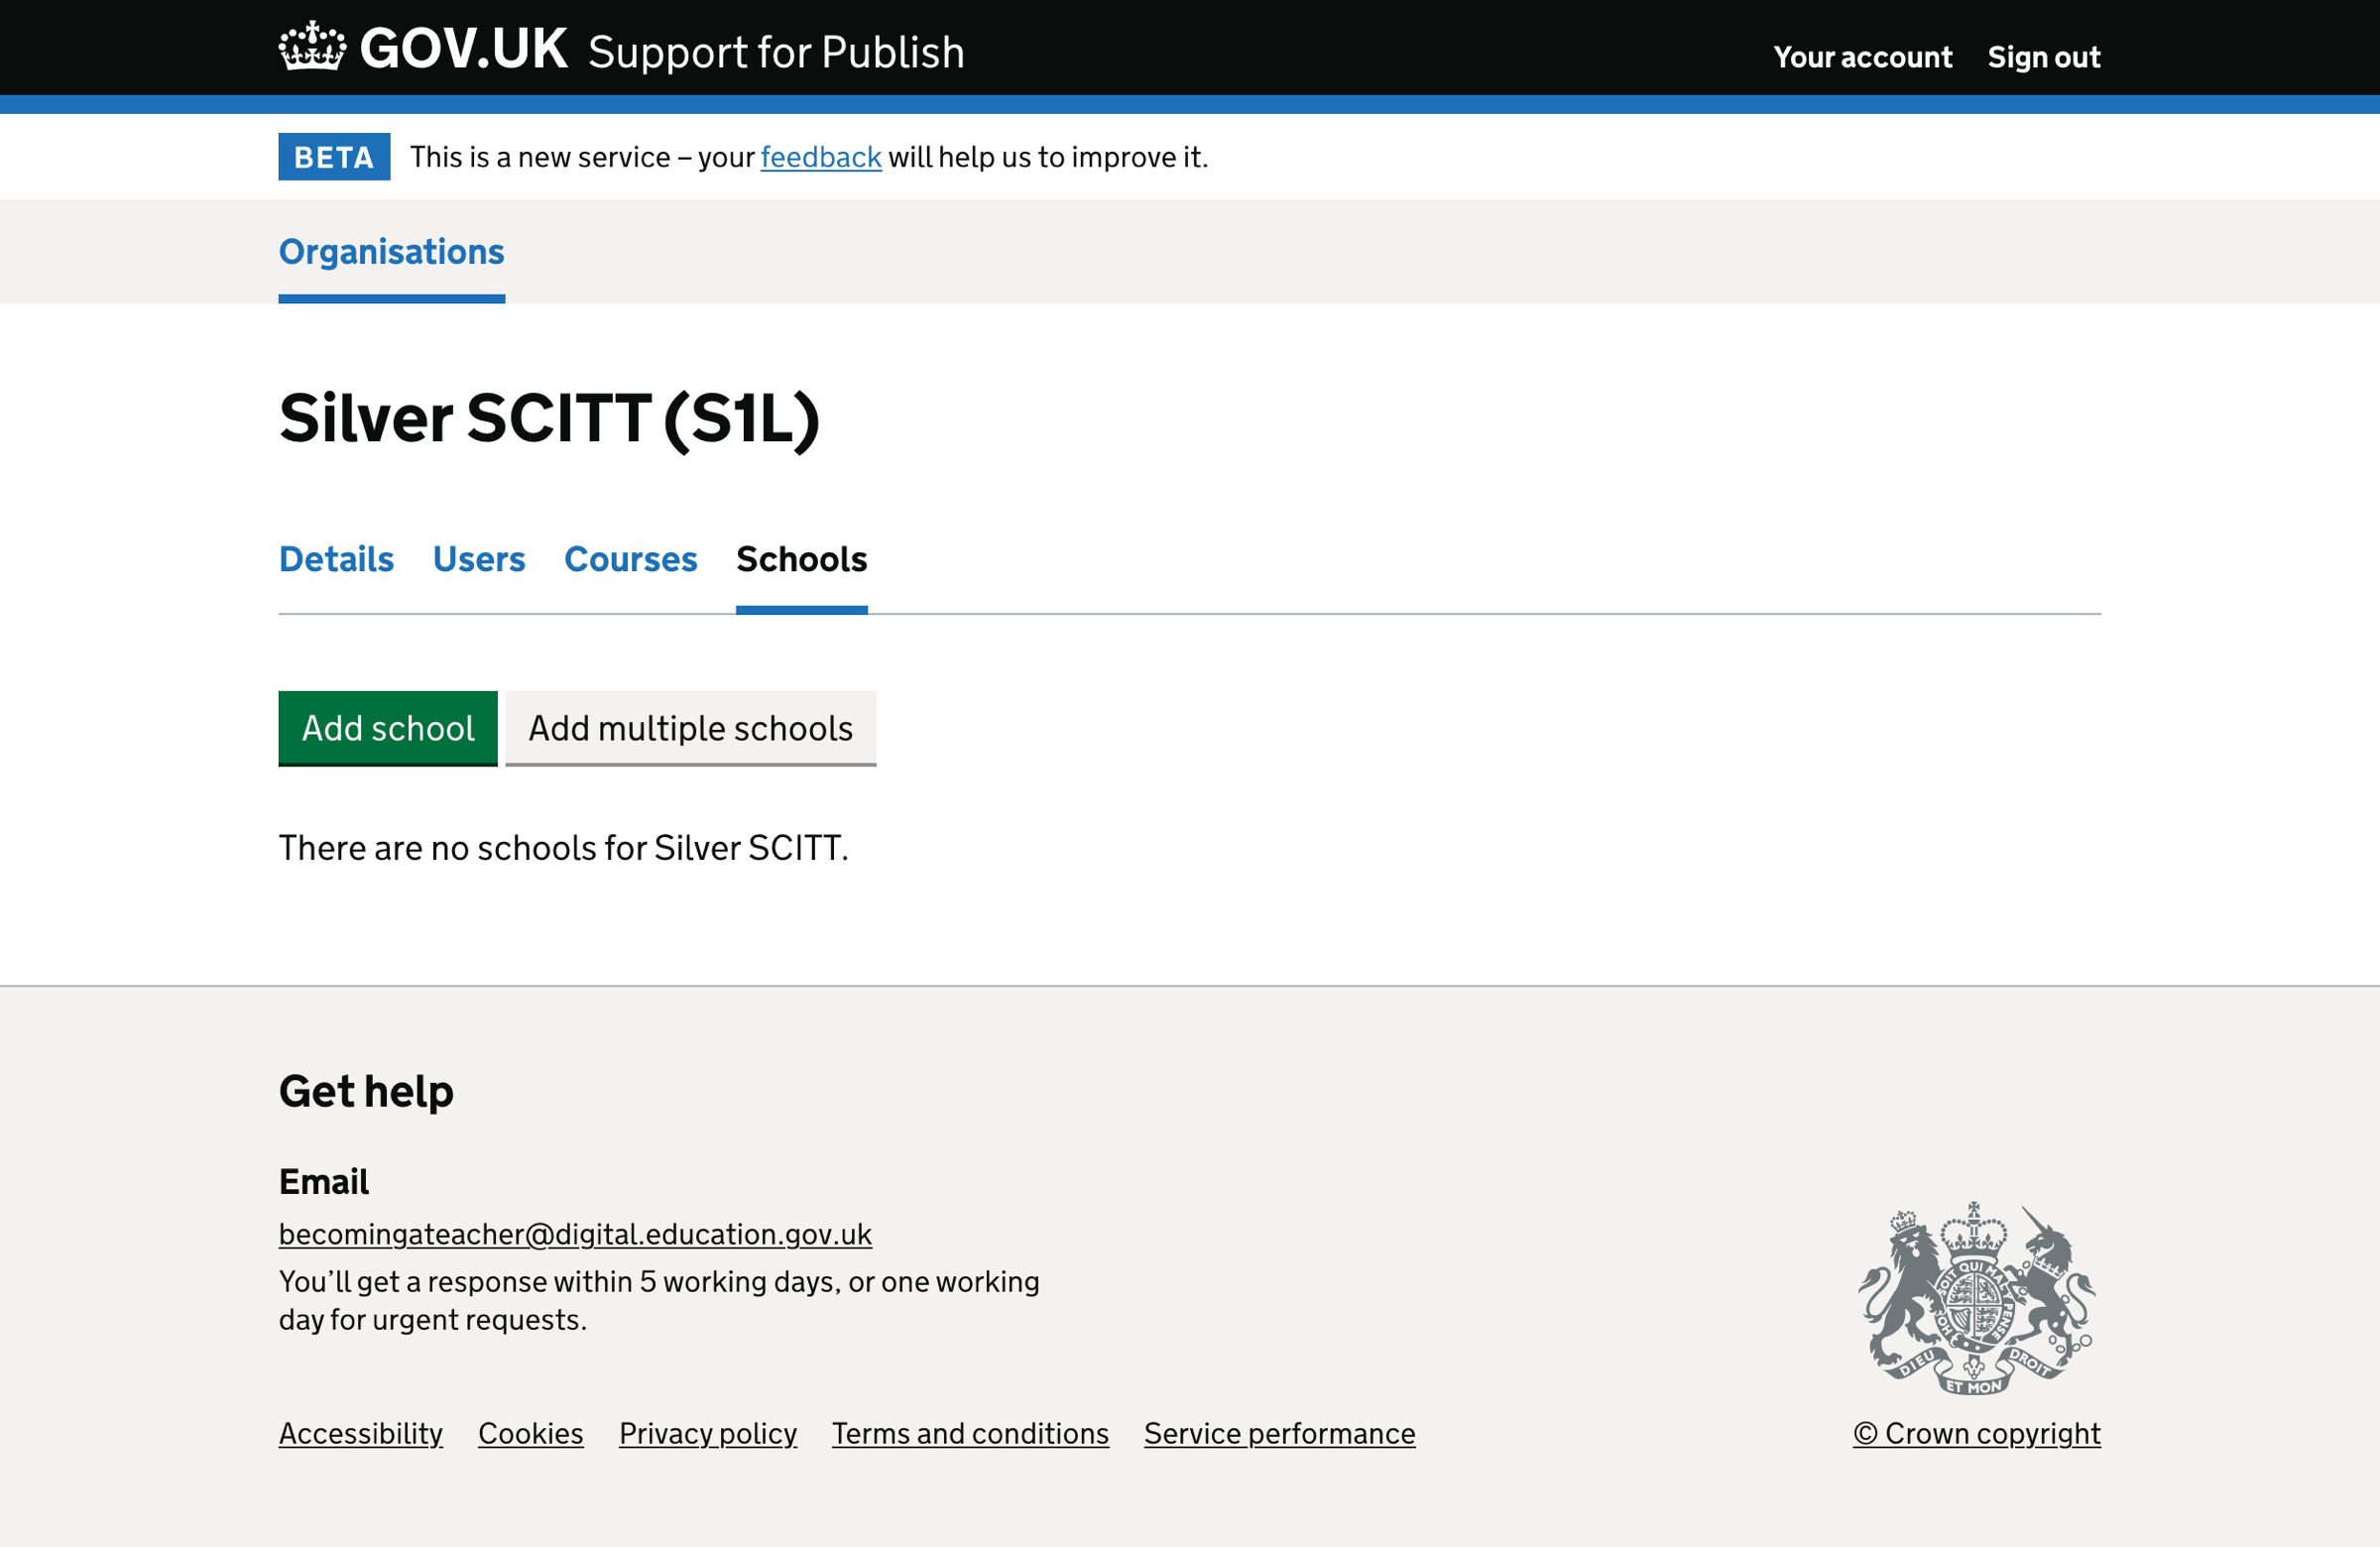 GOV.UK Support for Publish
Your account Sign out
BETA This is a new service – your feedback will help us to improve it.
Organisations
Silver SCITT (S1L)
Details Users Courses Schools
Add school Add multiple schools
There are no schools for Silver SCITT.
Get help
Email
becomingateacher@digital.education.gov.uk
You’ll get a response within 5 working days, or one working
day for urgent requests.
DIEU ET MON DROIT
Accessibility Cookies Privacy policy Terms and conditions Service performance
© Crown copyright